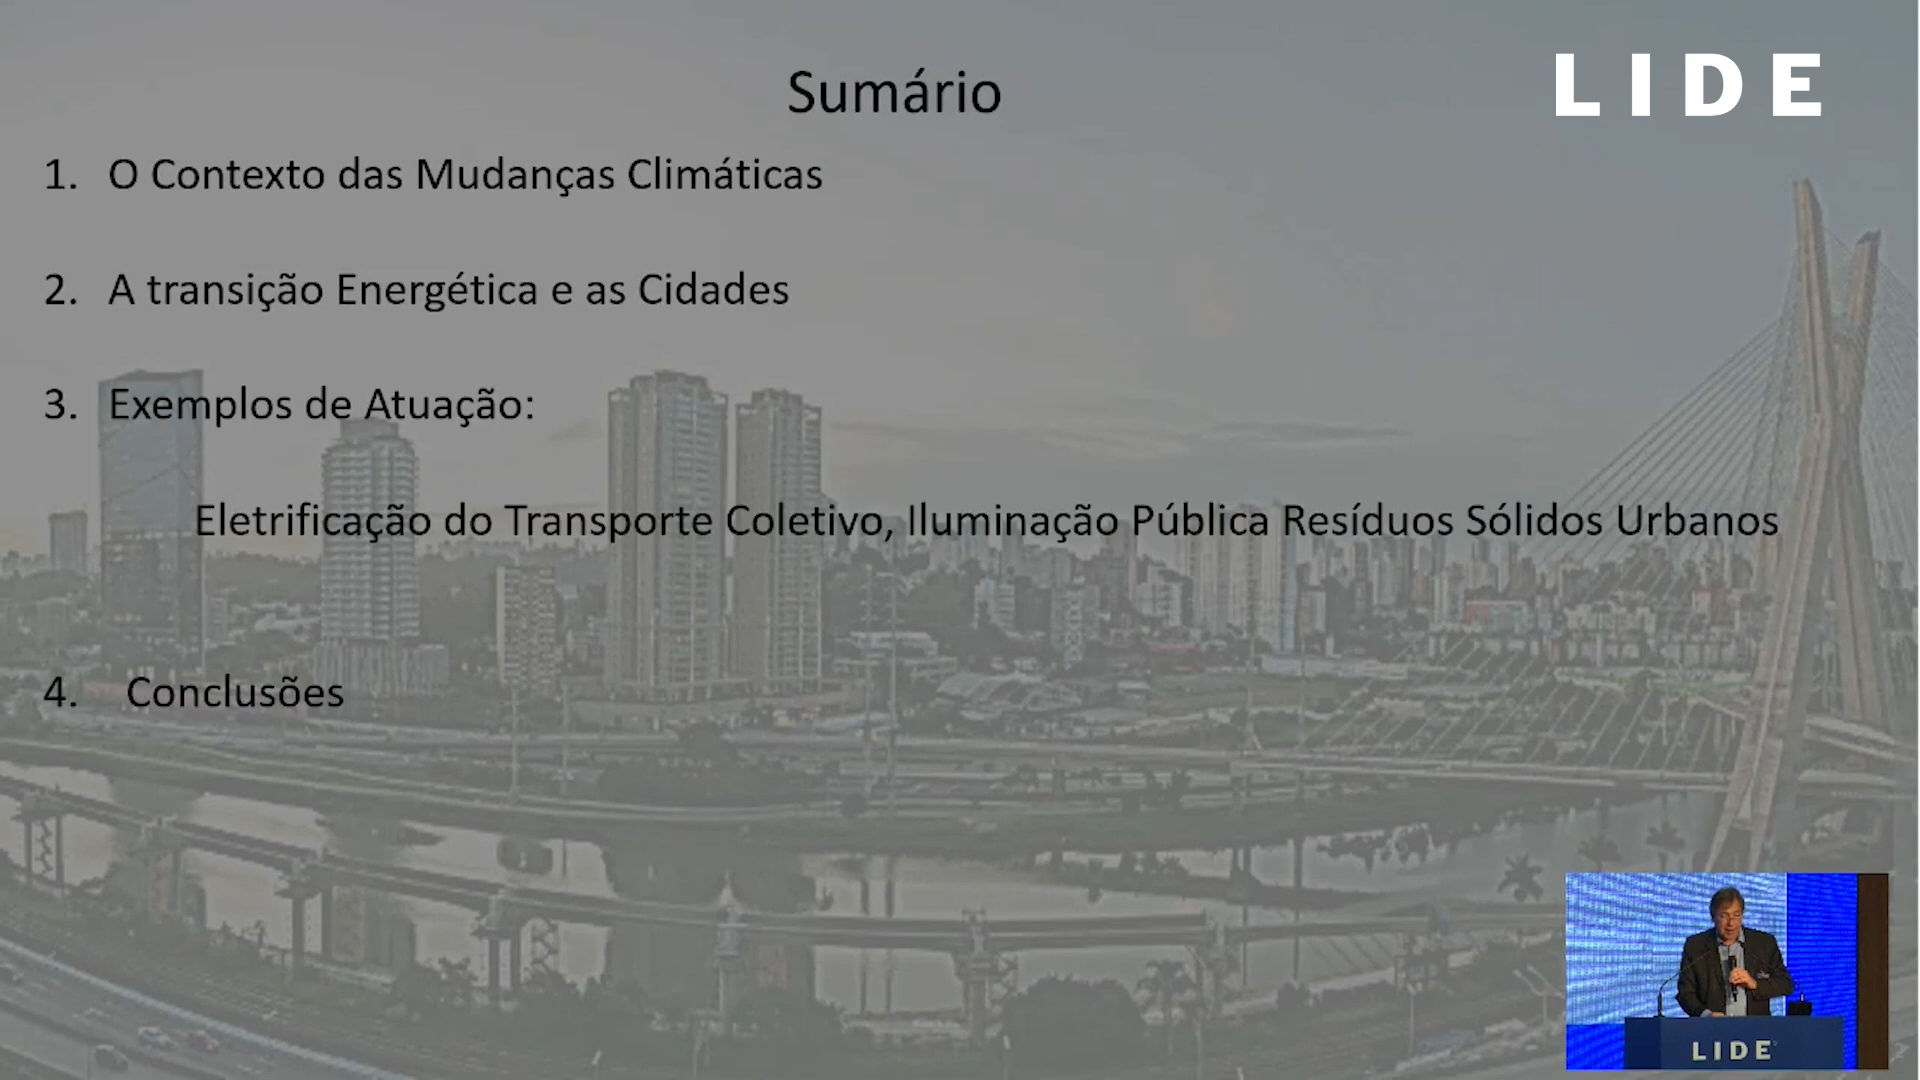 Sumário
LIDE
1. O Contexto das Mudanças Climáticas
2. A transição Energética e as Cidades
3. Exemplos de Atuação:
Eletrificação do Transporte Coletivo, Iluminação Pública Resíduos Sólidos Urbanos
4. Conclusões
LIDE